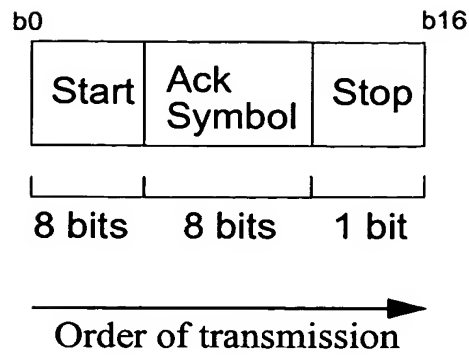 b0 b16
Start Ack Symbol Stop
8 bits 8 bits 1 bit
Order of transmission